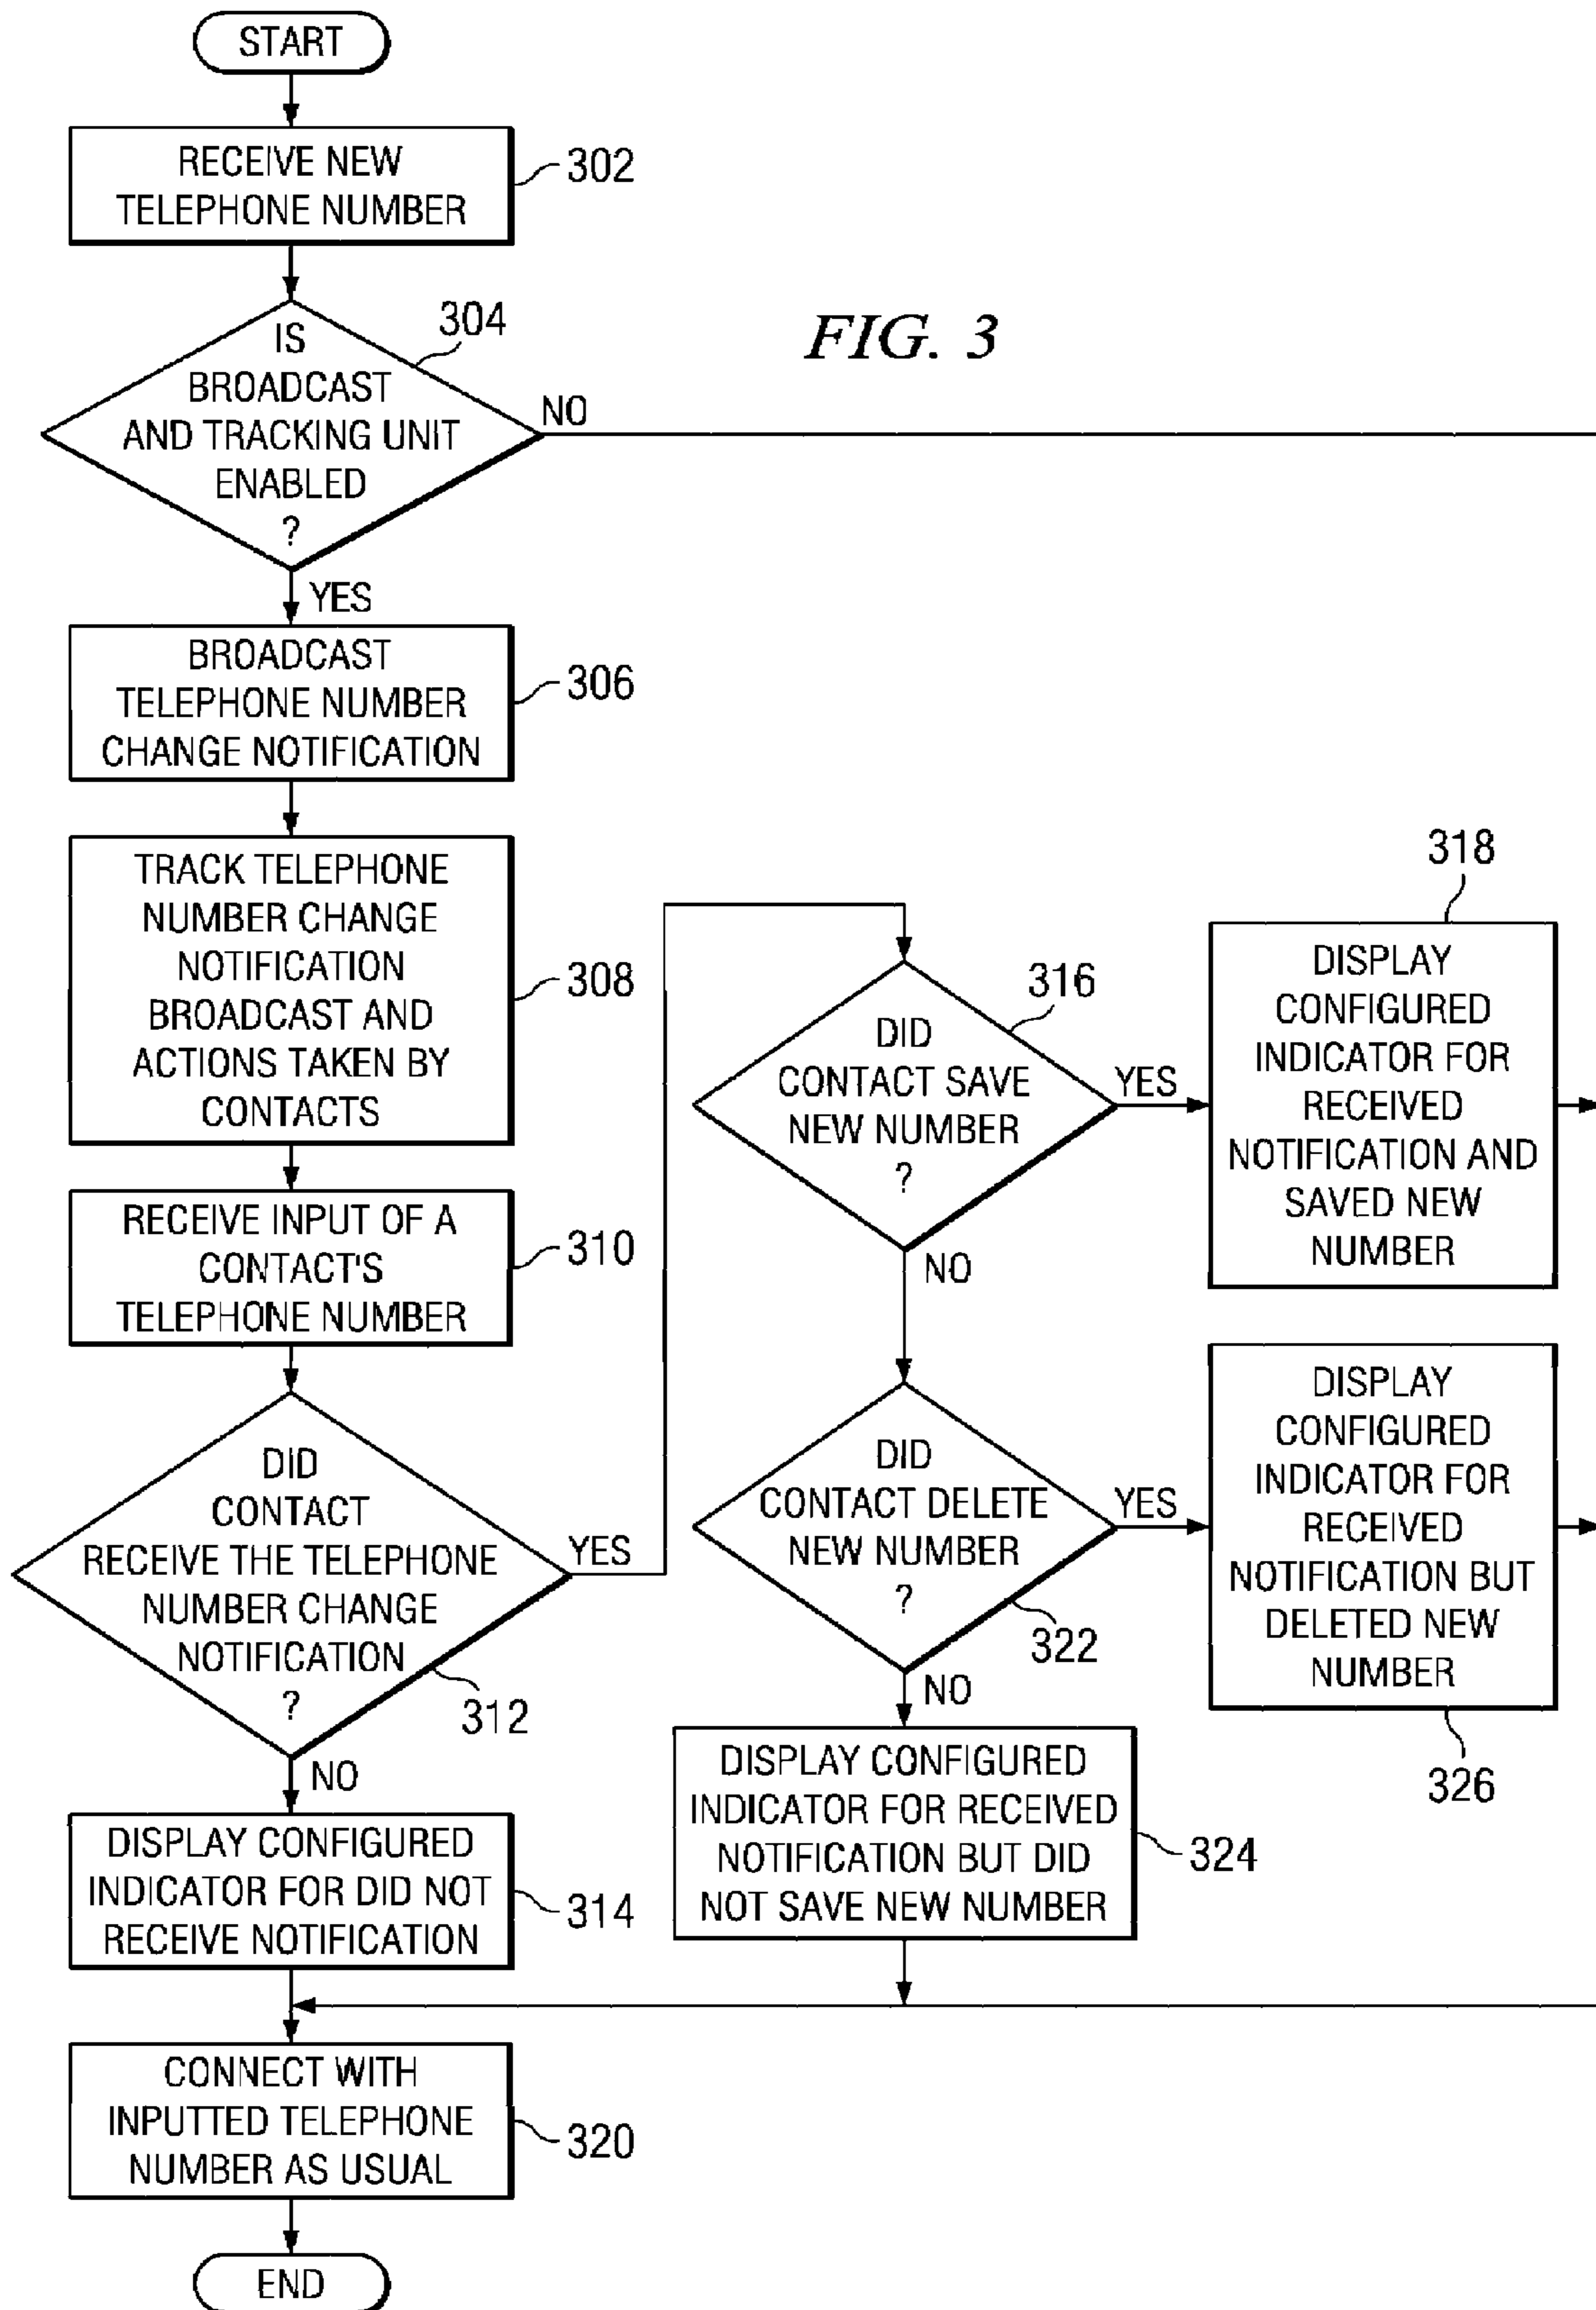 START
RECEIVE NEW
TELEPHONE NUMBER
302
FIG. 3
304
IS
BROADCAST
AND TRACKING UNIT
ENABLED
?
NO
YES
BROADCAST
TELEPHONE NUMBER
CHANGE NOTIFICATION
306
TRACK TELEPHONE
NUMBER CHANGE
NOTIFICATION
BROADCAST AND
ACTIONS TAKEN BY
CONTACTS
308
RECEIVE INPUT OF A
CONTACT'S
TELEPHONE NUMBER
310
DID
CONTACT
RECEIVE THE TELEPHONE
NUMBER CHANGE
NOTIFICATION
?
YES
312
NO
DISPLAY CONFIGURED
INDICATOR FOR DID NOT
RECEIVE NOTIFICATION
314
316
DID
CONTACT SAVE
NEW NUMBER
?
YES
NO
318
DISPLAY
CONFIGURED
INDICATOR FOR
RECEIVED
NOTIFICATION AND
SAVED NEW
NUMBER
DID
CONTACT DELETE
NEW NUMBER
?
YES
322
NO
DISPLAY
CONFIGURED
INDICATOR FOR
RECEIVED
NOTIFICATION BUT
DELETED NEW
NUMBER
326
DISPLAY CONFIGURED
INDICATOR FOR RECEIVED
NOTIFICATION BUT DID
NOT SAVE NEW NUMBER
324
CONNECT WITH
INPUTTED TELEPHONE
NUMBER AS USUAL
320
END